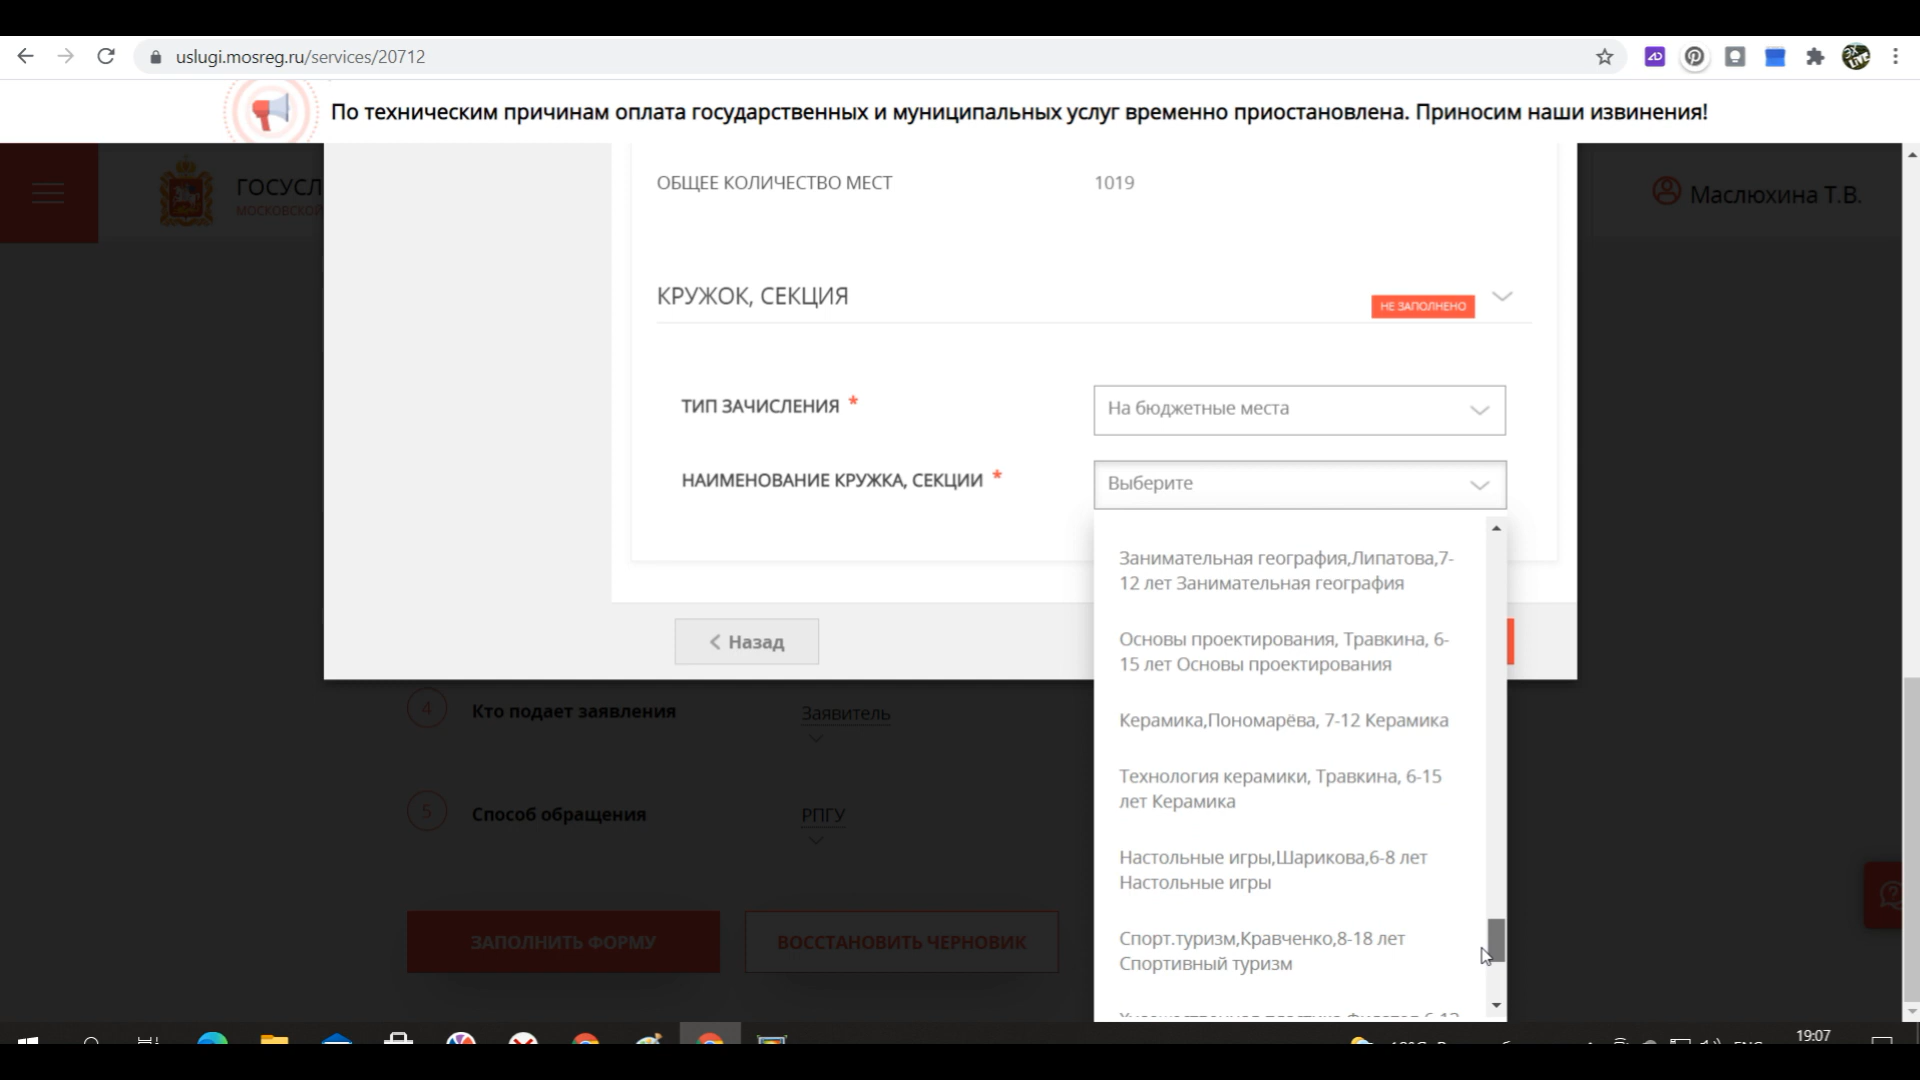 uslugi.mosreg.ru/services/20712
По техническим причинам оплата государственных и муниципальных услуг временно приостановлена. Приносим наши извинения!
ГОСУСЛ
МОСКОВСКОЙ
Маслюхина Т.В.
ОБЩЕЕ КОЛИЧЕСТВО МЕСТ 1019
КРУЖОК, СЕКЦИЯ
НЕ ЗАПОЛНЕНО
ТИП ЗАЧИСЛЕНИЯ * На бюджетные места
НАИМЕНОВАНИЕ КРУЖКА, СЕКЦИИ * Выберите
Занимательная география,Липатова,7-
12 лет Занимательная география
Основы проектирования, Травкина, 6-
15 лет Основы проектирования
Керамика,Пономарёва, 7-12 Керамика
Технология керамики, Травкина, 6-15
лет Керамика
Настольные игры,Шарикова,6-8 лет
Настольные игры
Спорт.туризм,Кравченко,8-18 лет
Спортивный туризм
Назад
4 Кто подает заявления Заявитель
5 Способ обращения РПГУ
ЗАПОЛНИТЬ ФОРМУ ВОССТАНОВИТЬ ЧЕРНОВИК
19:07